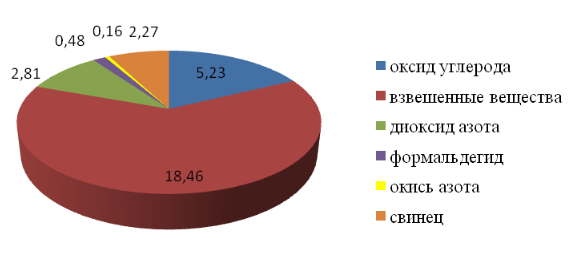 0,16 2,27
0,48
5,23
2,81
18,46
оксид углерода
взвешенные вещества
диоксид азота
формальдегид
окись азота
свинец